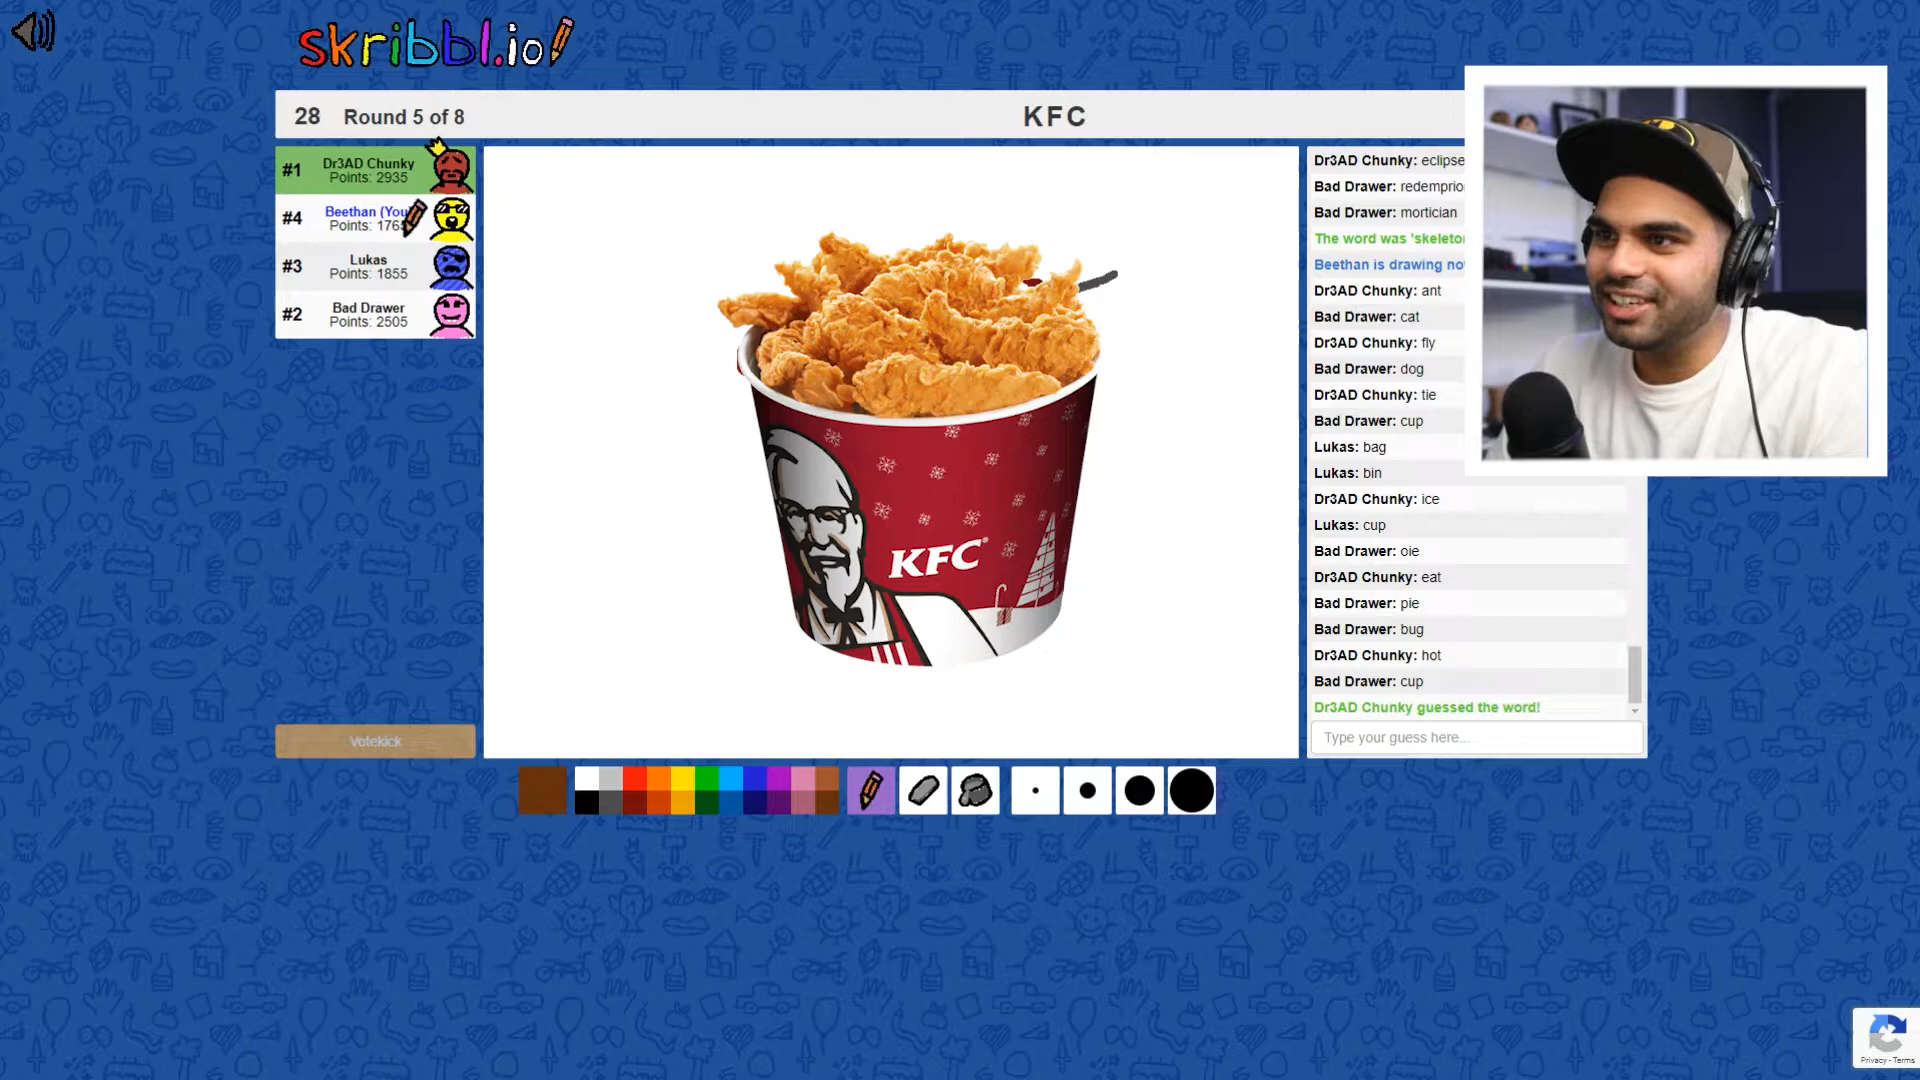 skribbl.io
28 Round 5 of 8
KFC
#1
Dr3AD Chunky
Points: 2935
#4
Beethan (You
Points: 176
#3
Lukas
Points: 1855
#2
Bad Drawer
Points: 2505
Votekick
KFC
Dr3AD Chunky: eclipse
Bad Drawer: redemprio
Bad Drawer: mortician
The word was 'skeleto
Beethan is drawing no
Dr3AD Chunky: ant
Bad Drawer: cat
Dr3AD Chunky: fly
Bad Drawer: dog
Dr3AD Chunky: tie
Bad Drawer: cup
Lukas: bag
Lukas: bin
Dr3AD Chunky: ice
Lukas: cup
Bad Drawer: oie
Dr3AD Chunky: eat
Bad Drawer: pie
Bad Drawer: bug
Dr3AD Chunky: hot
Bad Drawer: cup
Dr3AD Chunky guessed the word!
Type your guess here...
Privacy - Terms